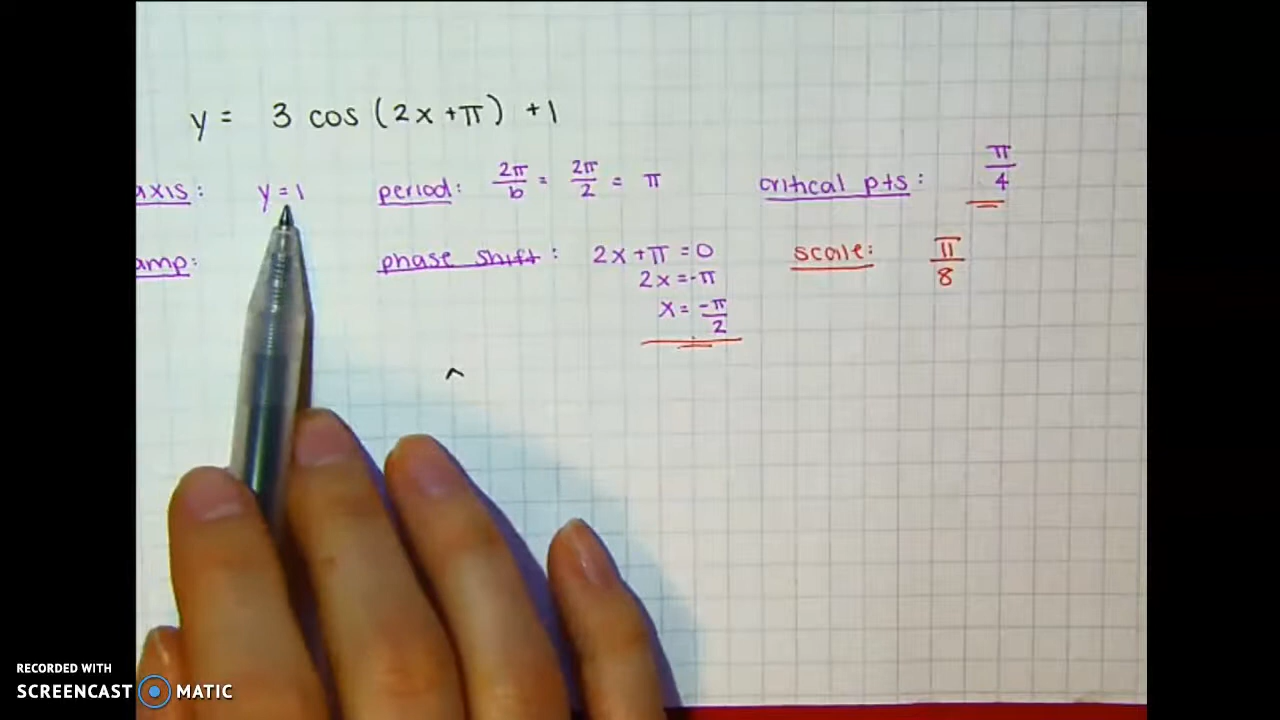 y = 3 cos (2x + π) + 1
axis: y = 1
period: 2π/b = 2π/2 = π
critical pts: π/4
amp:
phase shift: 2x + π = 0
2x = -π
x = -π/2
scale: π/8
RECORDED WITH
SCREENCAST MATIC